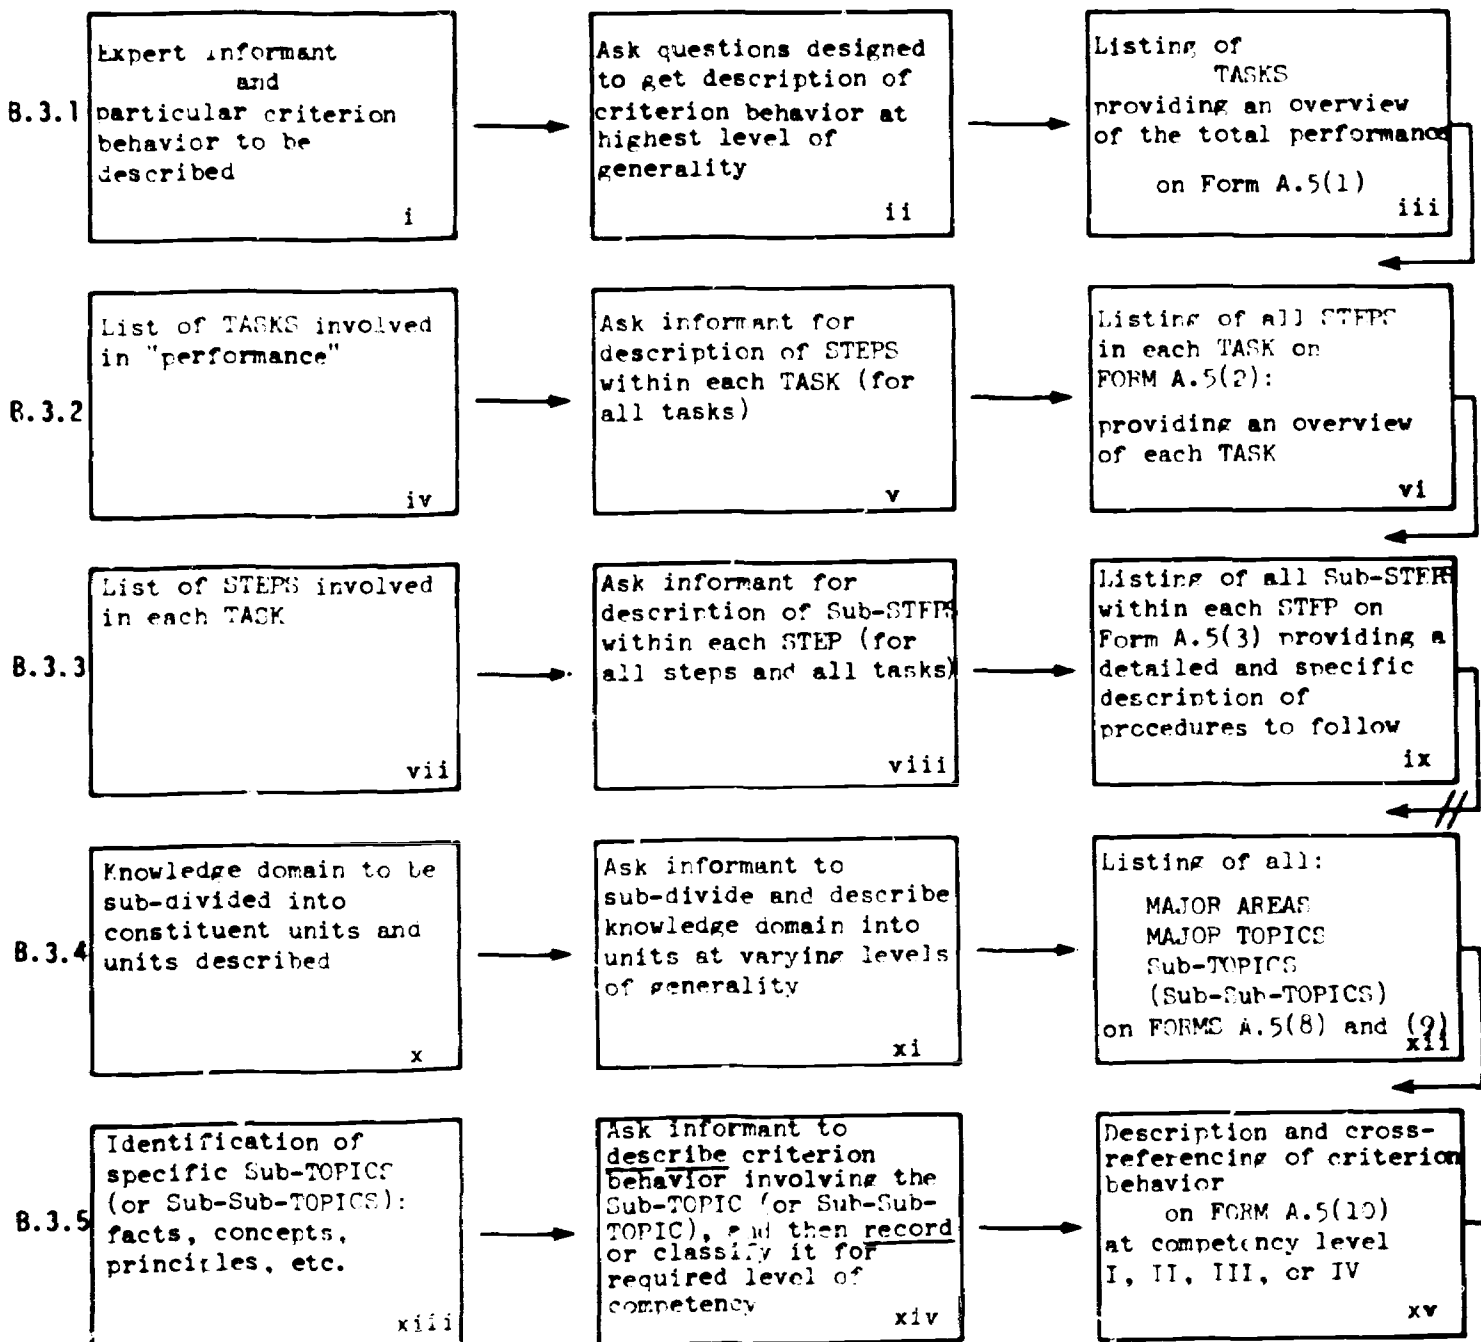 B.3.1
Expert informant
and
particular criterion
behavior to be
described
i
Ask questions designed
to get description of
criterion behavior at
highest level of
generality
ii
Listing of
TASKS
providing an overview
of the total performance
on Form A.5(1)
iii
B.3.2
List of TASKS involved
in "performance"
iv
Ask informant for
description of STEPS
within each TASK (for
all tasks)
v
Listing of all STEPS
in each TASK on
FORM A.5(2):
providing an overview
of each TASK
vi
B.3.3
List of STEPS involved
in each TASK
vii
Ask informant for
description of Sub-STEPS
within each STEP (for
all steps and all tasks)
viii
Listing of all Sub-STEPS
within each STEP on
Form A.5(3) providing a
detailed and specific
description of
procedures to follow
ix
B.3.4
Knowledge domain to be
sub-divided into
constituent units and
units described
x
Ask informant to
sub-divide and describe
knowledge domain into
units at varying levels
of generality
xi
Listing of all:
MAJOR AREAS
MAJOR TOPICS
Sub-TOPICS
(Sub-Sub-TOPICS)
on FORMS A.5(8) and (9)
xii
B.3.5
Identification of
specific Sub-TOPICS
(or Sub-Sub-TOPICS):
facts, concepts,
principles, etc.
xiii
Ask informant to
describe criterion
behavior involving the
Sub-TOPIC (or Sub-Sub-
TOPIC), and then record
or classify it for
required level of
competency
xiv
Description and cross-
referencing of criterion
behavior
on FORM A.5(10)
at competency level
I, II, III, or IV
xv